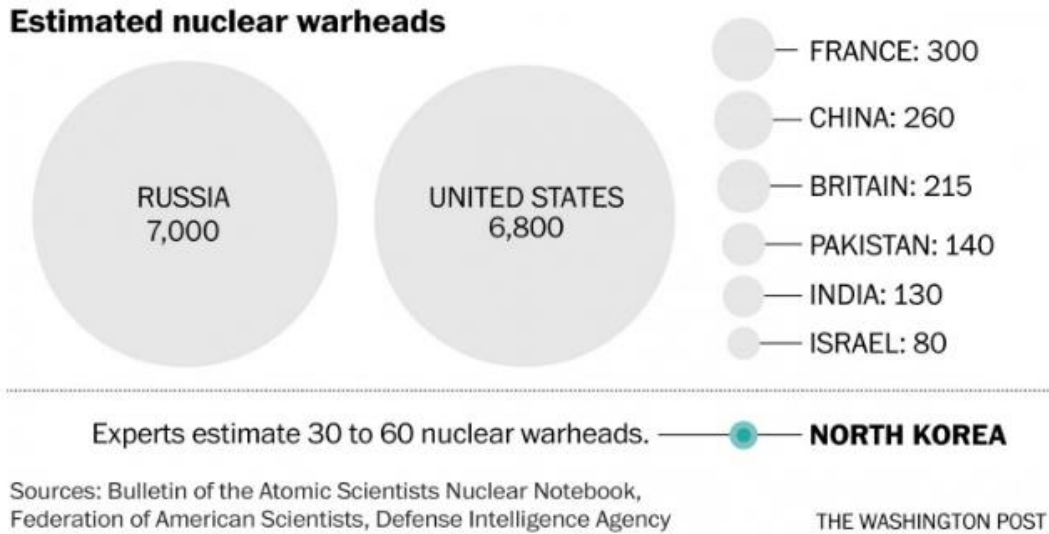 Estimated nuclear warheads
RUSSIA
7,000
UNITED STATES
6,800
FRANCE: 300
CHINA: 260
BRITAIN: 215
PAKISTAN: 140
INDIA: 130
ISRAEL: 80
Experts estimate 30 to 60 nuclear warheads.
NORTH KOREA
Sources: Bulletin of the Atomic Scientists Nuclear Notebook,
Federation of American Scientists, Defense Intelligence Agency
THE WASHINGTON POST